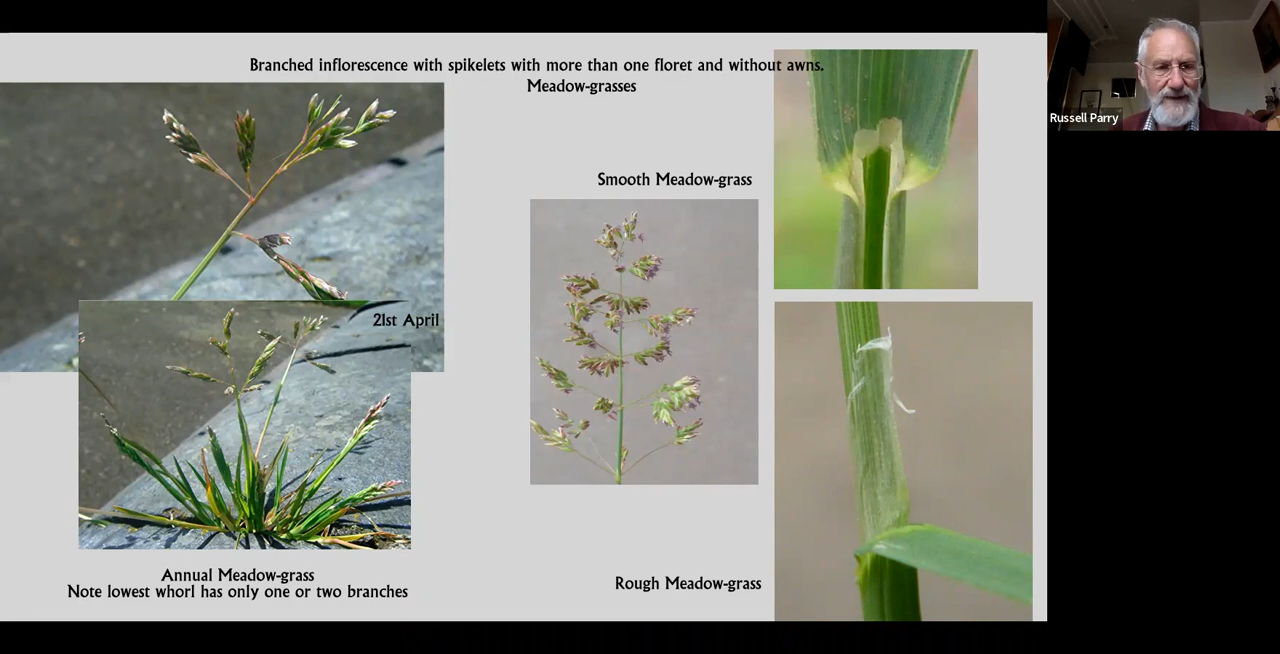 Branched inflorescence with spikelets with more than one floret and without awns.
Meadow-grasses
Russell Parry
Smooth Meadow-grass
21st April
Annual Meadow-grass
Note lowest whorl has only one or two branches
Rough Meadow-grass